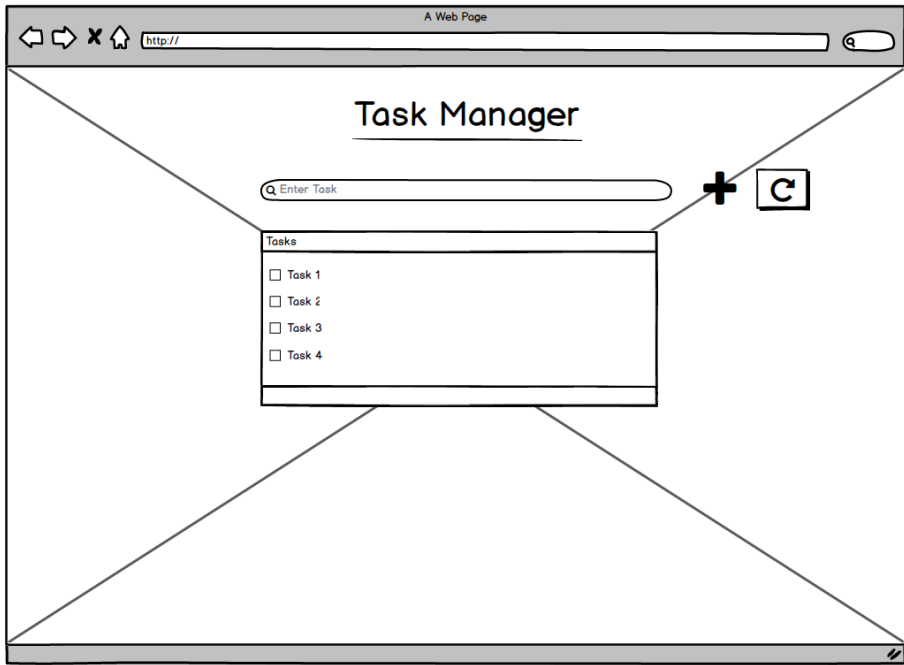 A Web Page
http://
Task Manager
Enter Task
Tasks
Task 1
Task 2
Task 3
Task 4